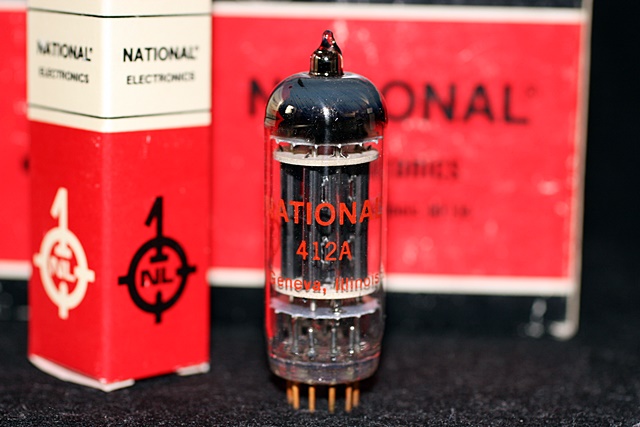 NATIONAL
ELECTRONICS
NATIONAL
ELECTRONICS
NL
NL
NATIONAL
NATIONAL
412A
Geneva, Illinois